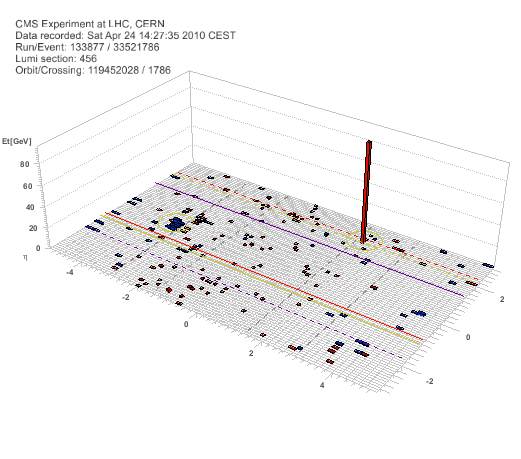 CMS Experiment at LHC, CERN
Data recorded: Sat Apr 24 14:27:35 2010 CEST
Run/Event: 133877 / 33521786
Lumi section: 456
Orbit/Crossing: 119452028 / 1786
Et[GeV]
80
60
40
20
0
η
-4
-2
0
2
4
2
0
-2